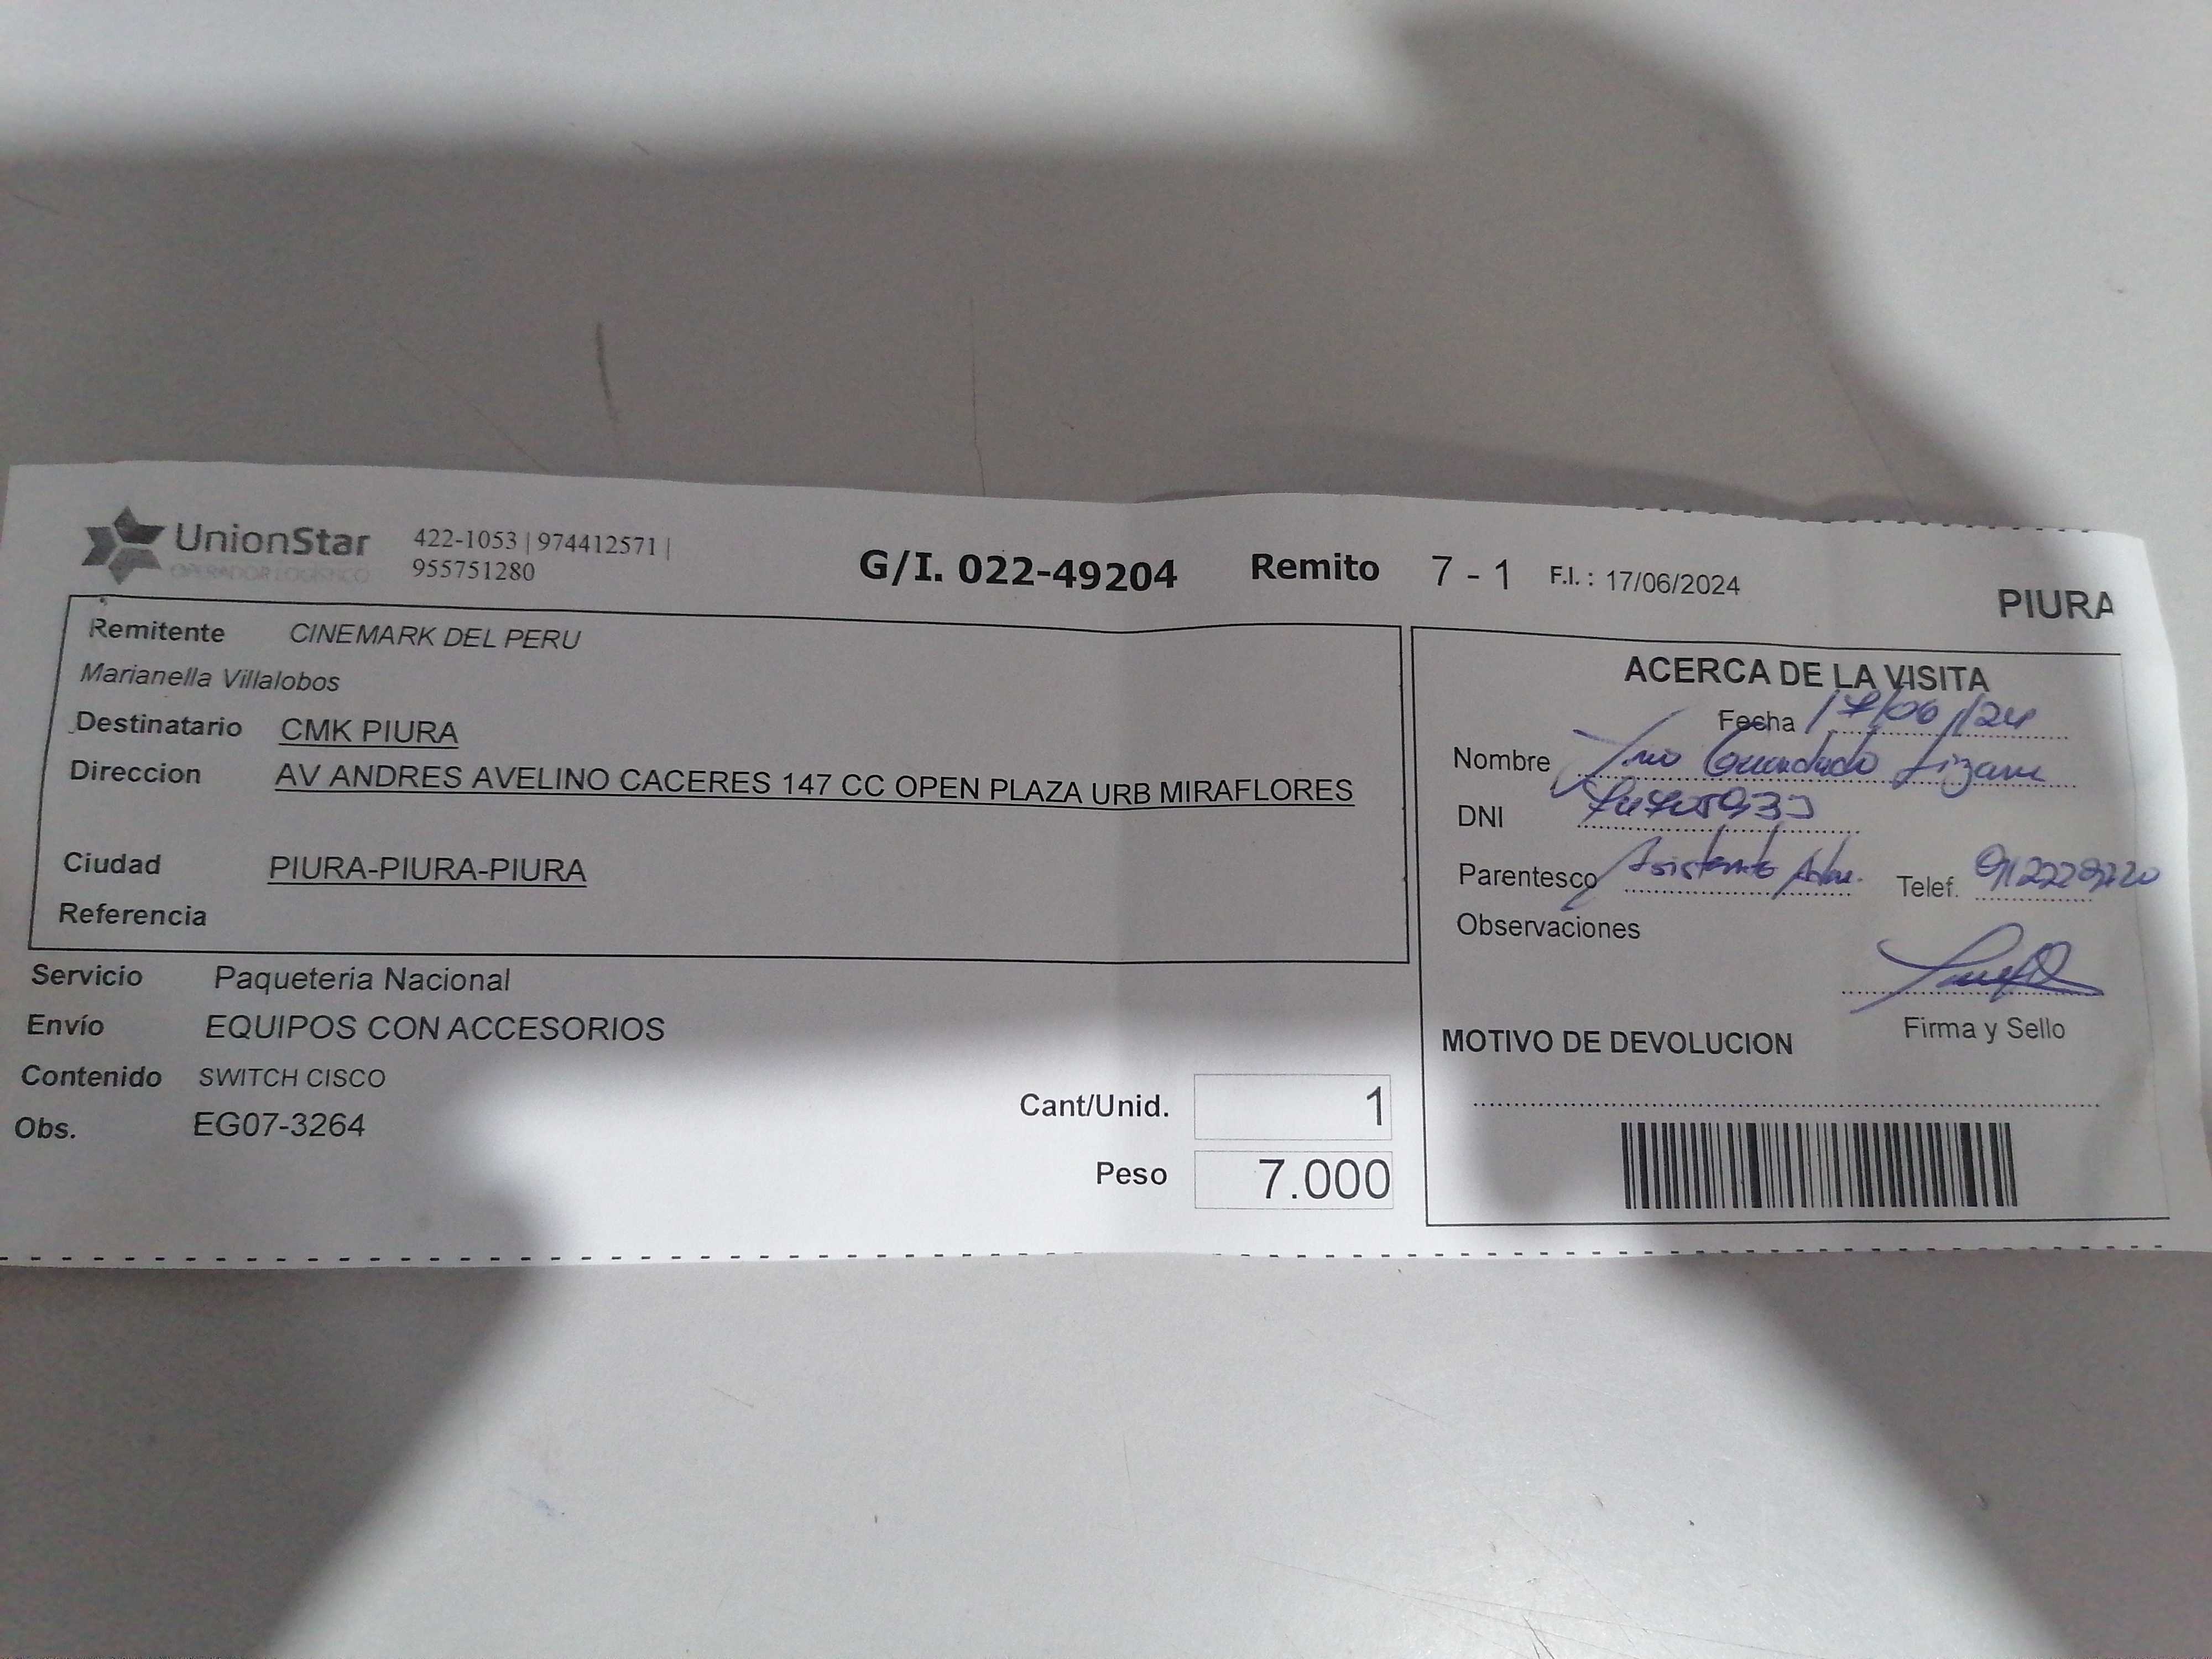 UnionStar
OPERADOR LOGÍSTICO
422-1053 | 974412571 |
955751280
G/I. 022-49204 Remito 7 - 1 F.I. : 17/06/2024
PIURA
Remitente CINEMARK DEL PERU
Marianella Villalobos
Destinatario CMK PIURA
Direccion AV ANDRES AVELINO CACERES 147 CC OPEN PLAZA URB MIRAFLORES
Ciudad PIURA-PIURA-PIURA
Referencia
Servicio Paqueteria Nacional
Envío EQUIPOS CON ACCESORIOS
Contenido SWITCH CISCO
Obs. EG07-3264
Cant/Unid. 1
Peso 7.000
ACERCA DE LA VISITA
Fecha 17/06/24
Nombre
DNI
Parentesco Asistente
Telef.
Observaciones
Firma y Sello
MOTIVO DE DEVOLUCION